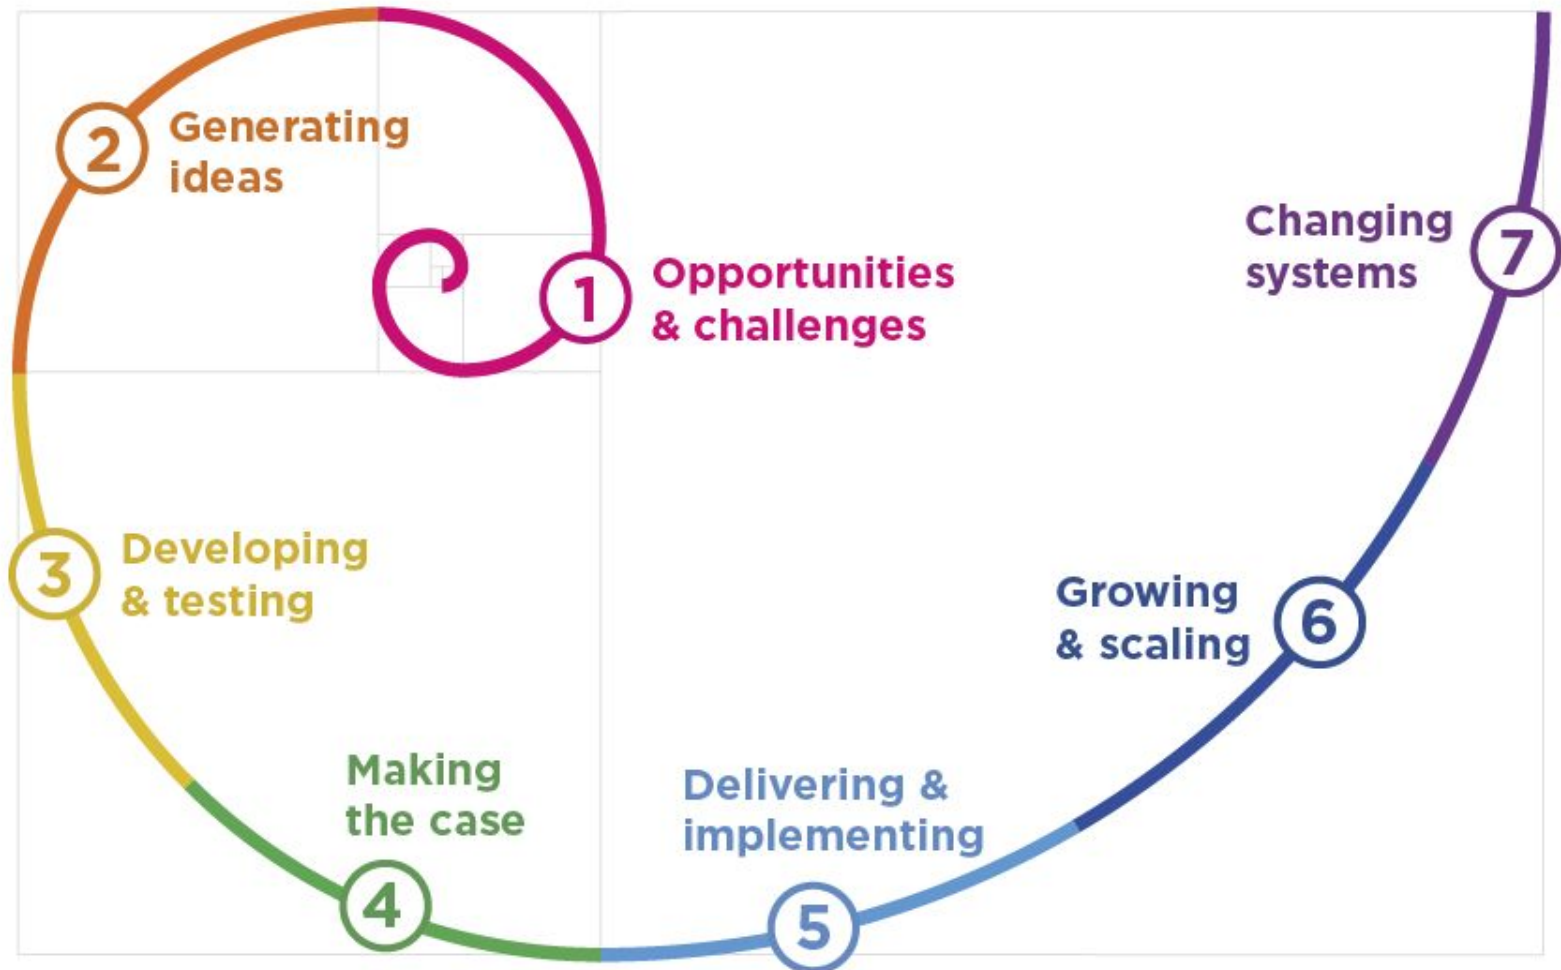 1
Opportunities
& challenges
2
Generating
ideas
3
Developing
& testing
4
Making
the case
5
Delivering &
implementing
6
Growing
& scaling
7
Changing
systems